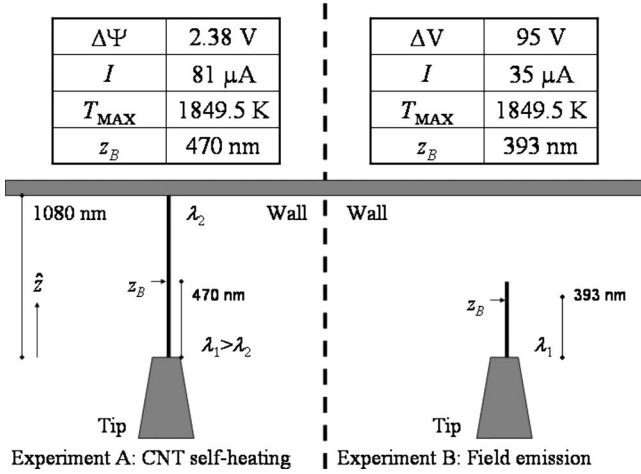 ΔΨ 2.38 V
I 81 μA
T_MAX 1849.5 K
z_B 470 nm
ΔV 95 V
I 35 μA
T_MAX 1849.5 K
z_B 393 nm
1080 nm
λ₂
Wall
Wall
ẑ
z_B
470 nm
z_B
393 nm
λ₁>λ₂
λ₁
Tip
Tip
Experiment A: CNT self-heating
Experiment B: Field emission